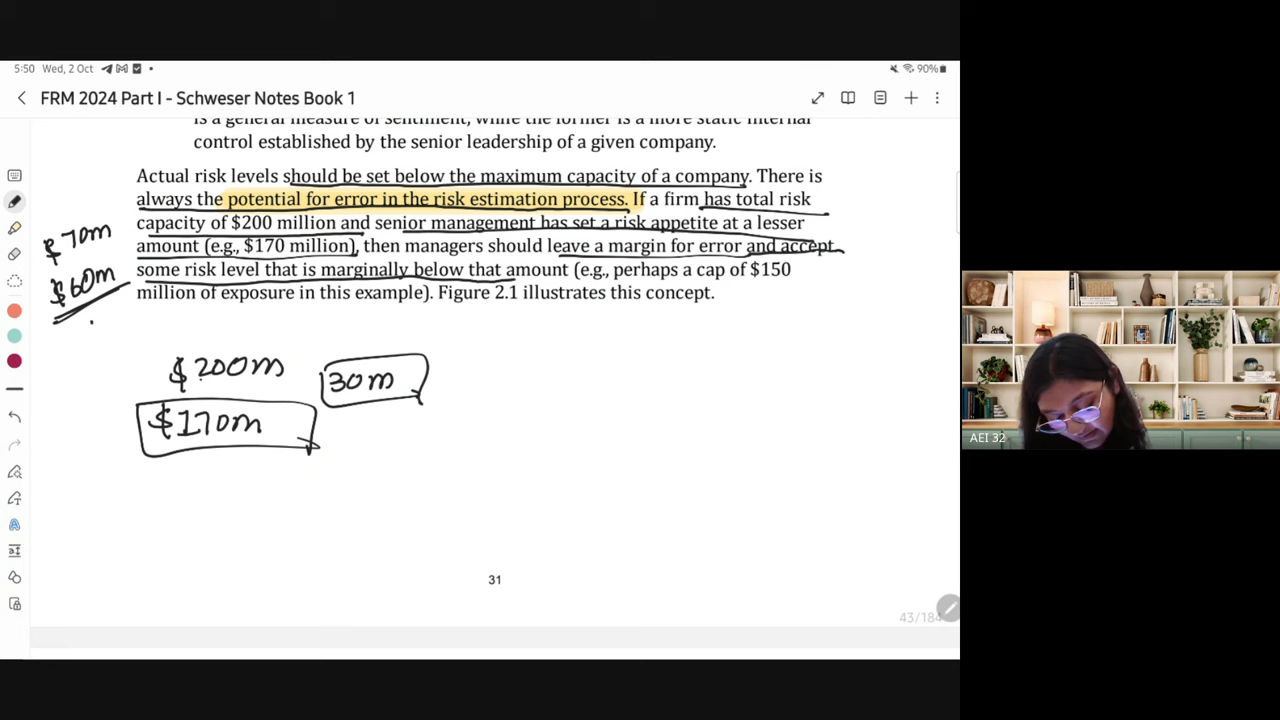 5:50 Wed, 2 Oct
90%
FRM 2024 Part I - Schweser Notes Book 1
is a general measure of sentiment, while the former is a more static internal
control established by the senior leadership of a given company.
Actual risk levels should be set below the maximum capacity of a company. There is
always the potential for error in the risk estimation process. If a firm has total risk
capacity of $200 million and senior management has set a risk appetite at a lesser
amount (e.g., $170 million), then managers should leave a margin for error and accept
some risk level that is marginally below that amount (e.g., perhaps a cap of $150
million of exposure in this example). Figure 2.1 illustrates this concept.
$70m
$60m
$200m
30m
$170m
31
43/184
AEI 32